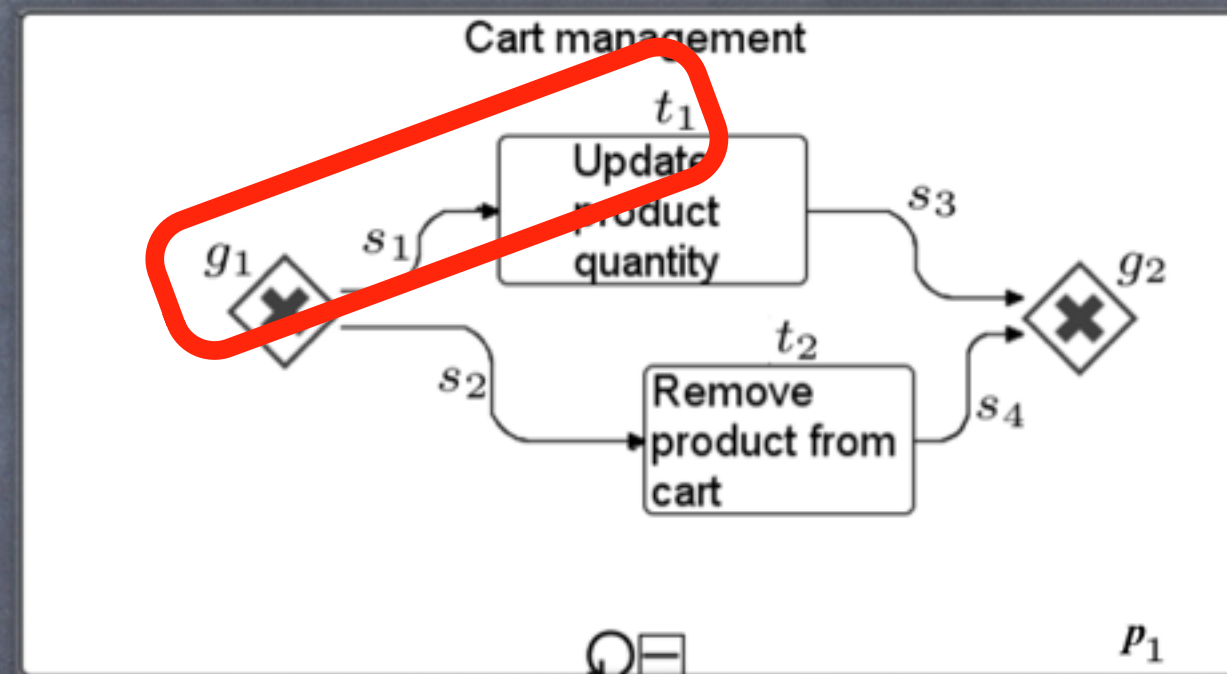 Cart management
t1
Update
product
quantity
s3
g1
s1
g2
t2
s2
Remove
product from
cart
s4
p1